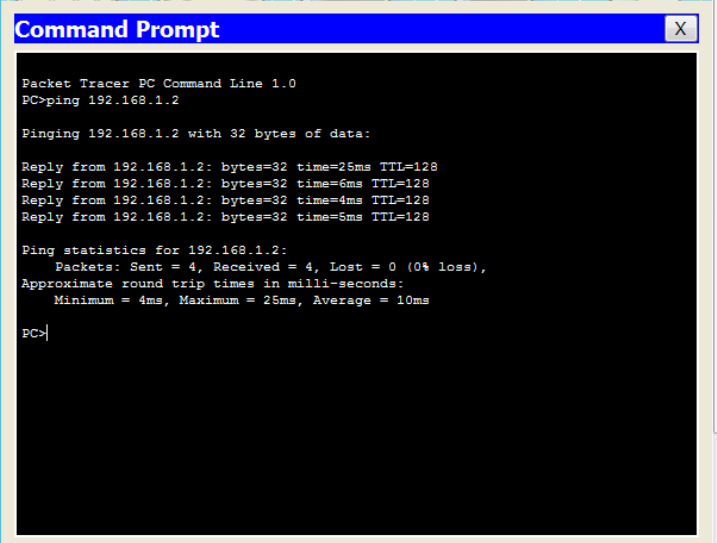 Command Prompt
X
Packet Tracer PC Command Line 1.0
PC>ping 192.168.1.2
Pinging 192.168.1.2 with 32 bytes of data:
Reply from 192.168.1.2: bytes=32 time=25ms TTL=128
Reply from 192.168.1.2: bytes=32 time=6ms TTL=128
Reply from 192.168.1.2: bytes=32 time=4ms TTL=128
Reply from 192.168.1.2: bytes=32 time=5ms TTL=128
Ping statistics for 192.168.1.2:
Packets: Sent = 4, Received = 4, Lost = 0 (0% loss),
Approximate round trip times in milli-seconds:
Minimum = 4ms, Maximum = 25ms, Average = 10ms
PC>